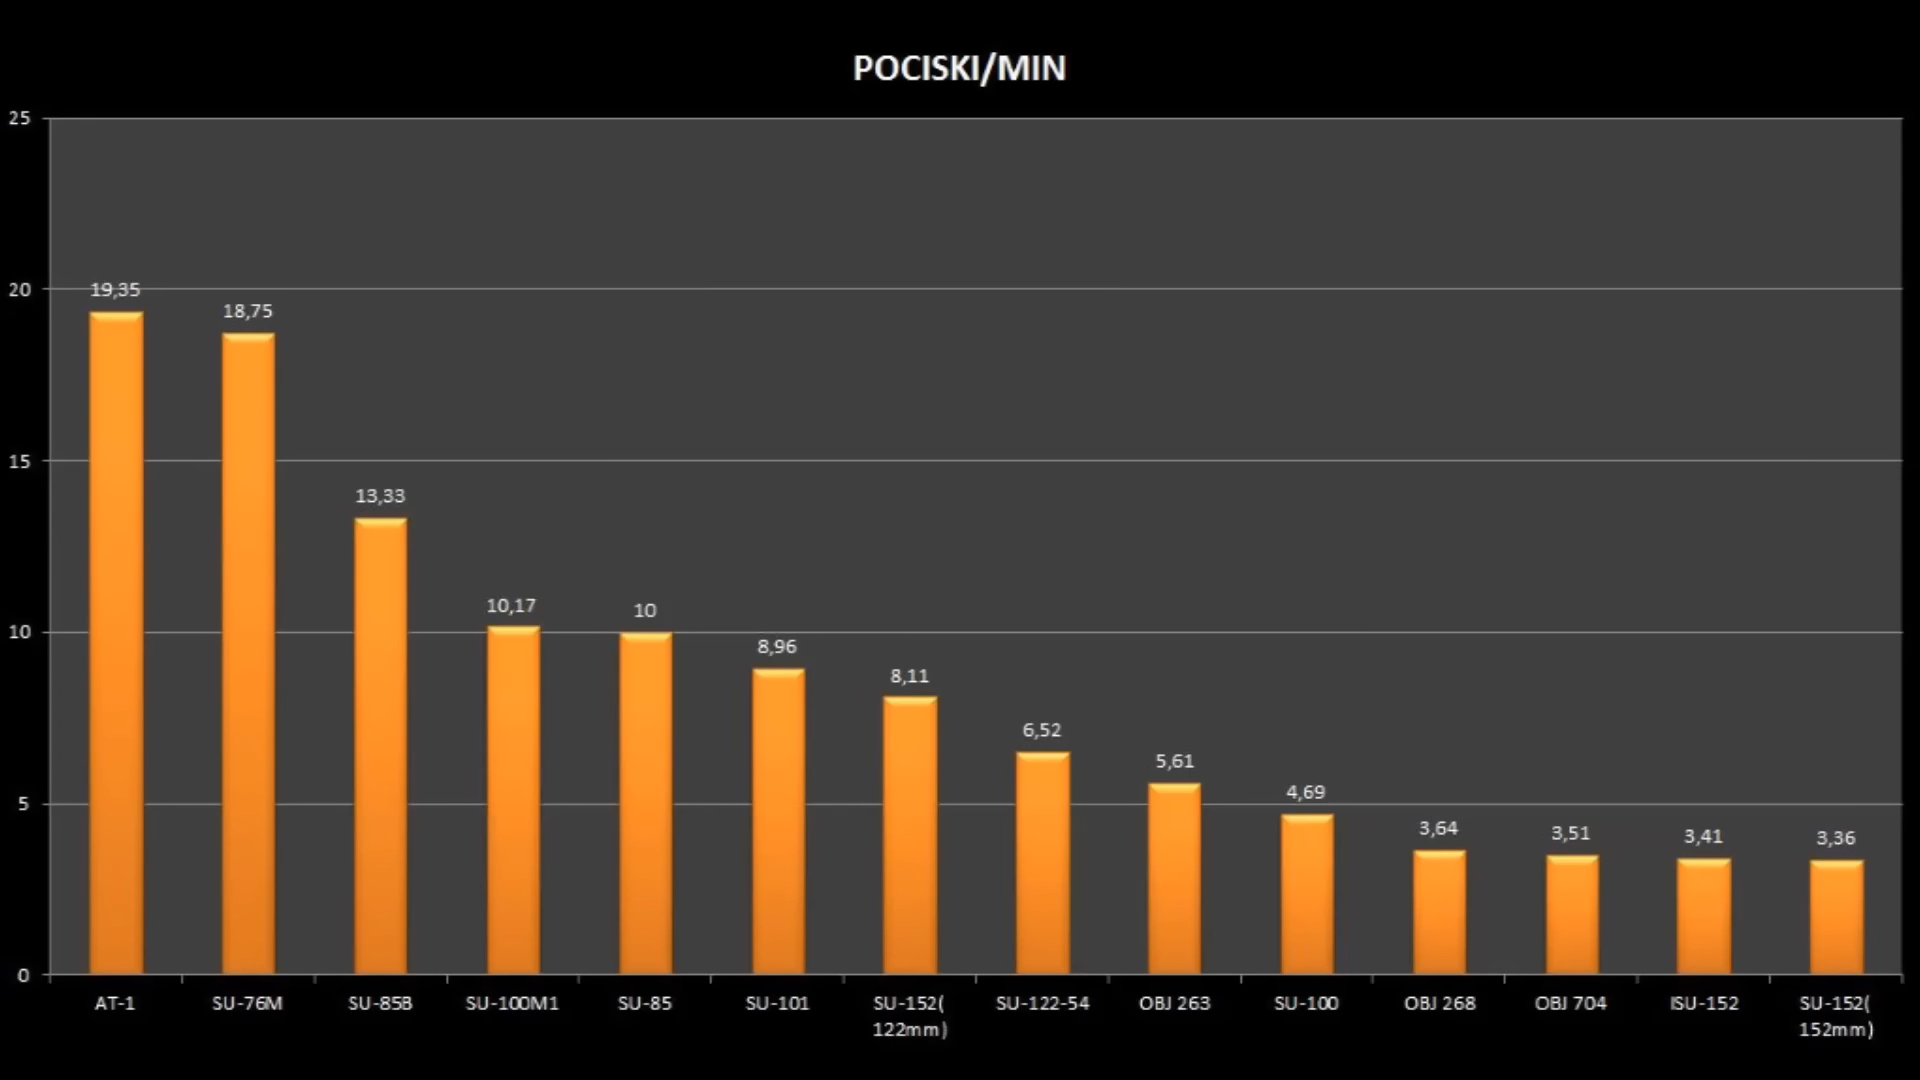 POCISKI/MIN
25
20
15
10
5
0
19,35
18,75
13,33
10,17
10
8,96
8,11
6,52
5,61
4,69
3,64
3,51
3,41
3,36
AT-1
SU-76M
SU-85B
SU-100M1
SU-85
SU-101
SU-152(
122mm)
SU-122-54
OBJ 263
SU-100
OBJ 268
OBJ 704
ISU-152
SU-152(
152mm)